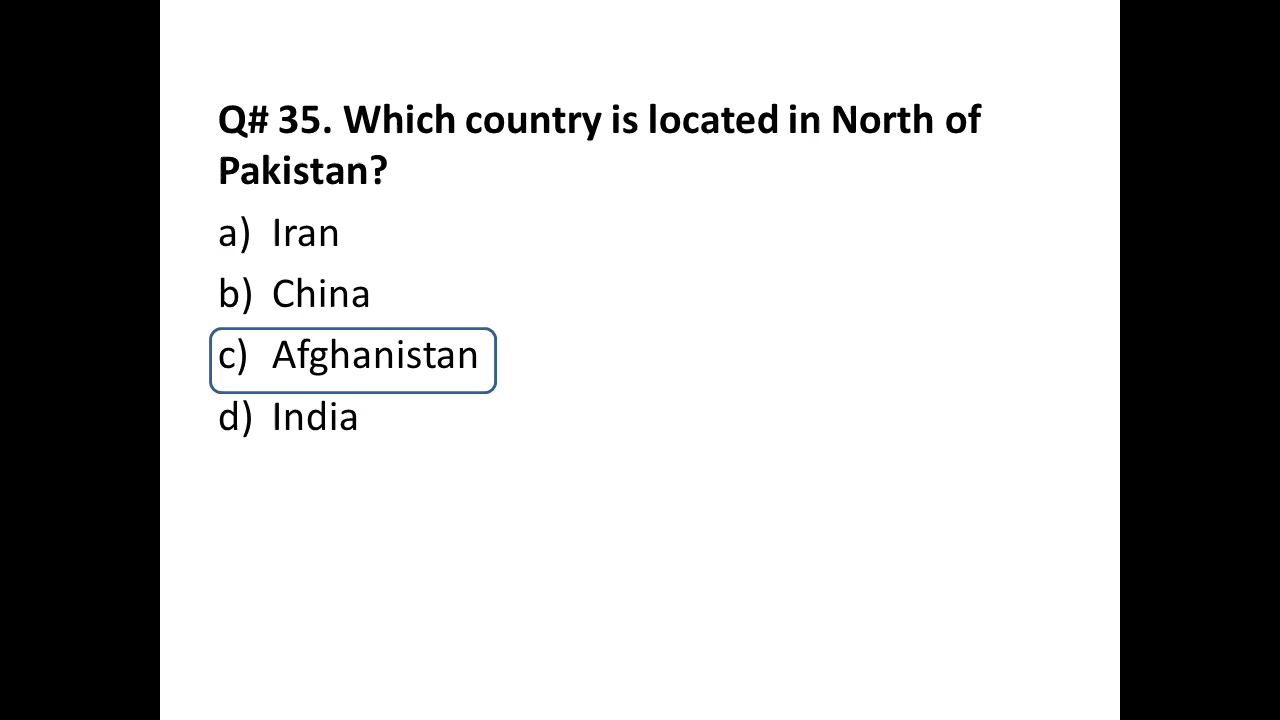 Q# 35. Which country is located in North of
Pakistan?
a) Iran
b) China
c) Afghanistan
d) India